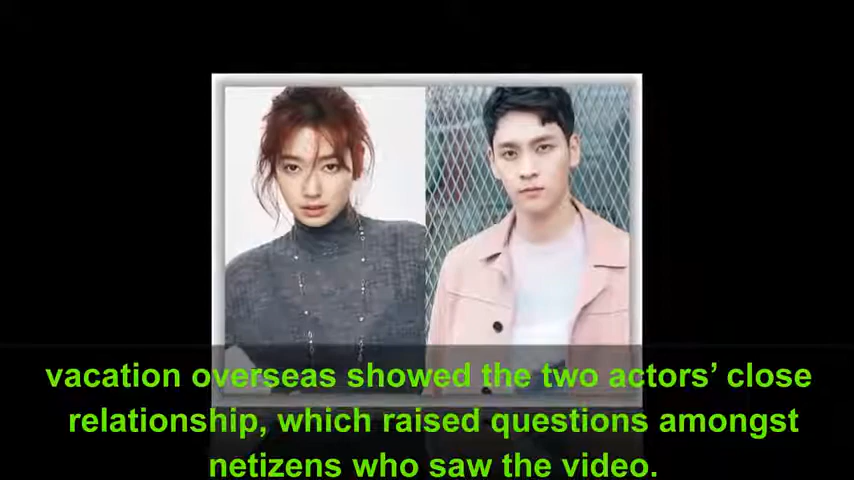 vacation overseas showed the two actors’ close
relationship, which raised questions amongst
netizens who saw the video.